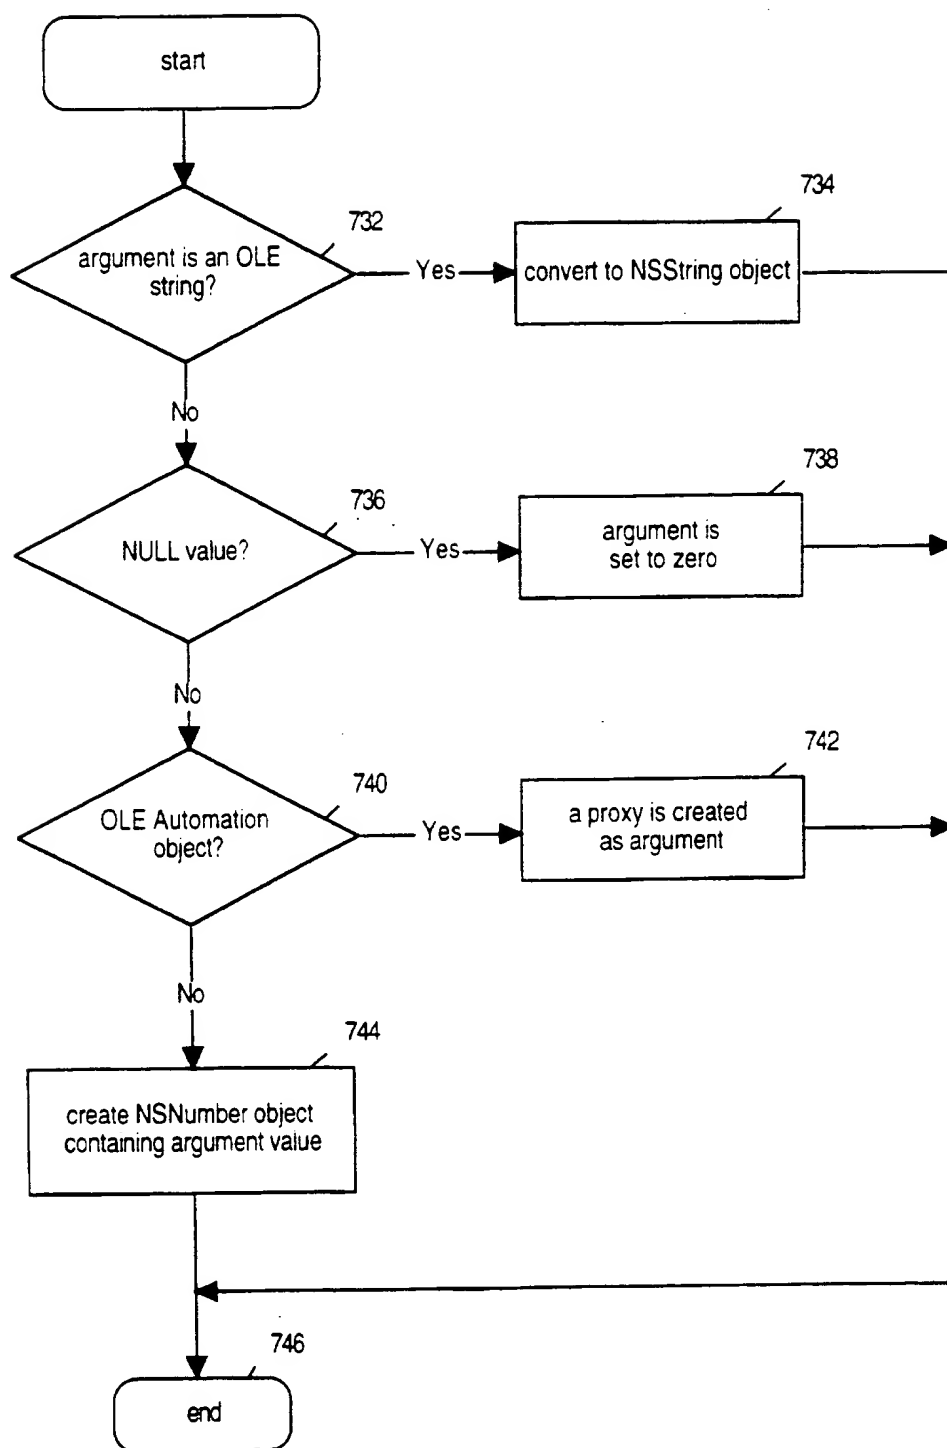 start
732
argument is an OLE
string?
Yes
734
convert to NSString object
No
736
NULL value?
Yes
738
argument is
set to zero
No
740
OLE Automation
object?
Yes
742
a proxy is created
as argument
No
744
create NSNumber object
containing argument value
746
end